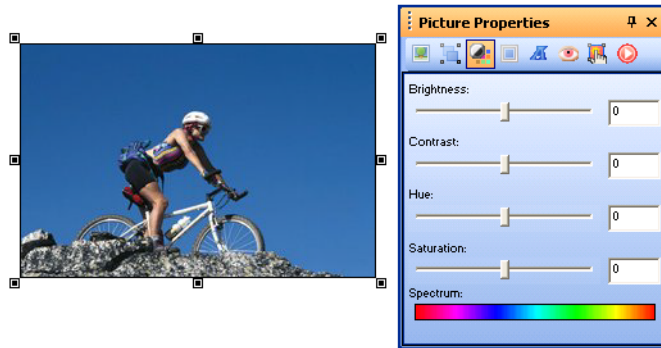 Picture Properties
Brightness:
0
Contrast:
0
Hue:
0
Saturation:
0
Spectrum: